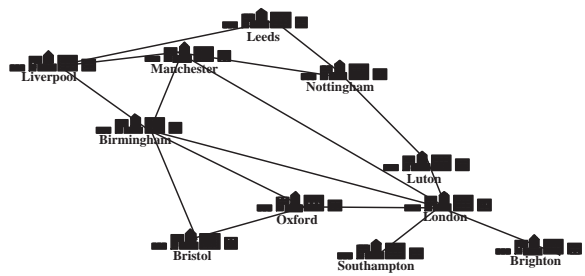 Leeds
Liverpool
Manchester
Nottingham
Birmingham
Luton
Oxford
London
Bristol
Southampton
Brighton